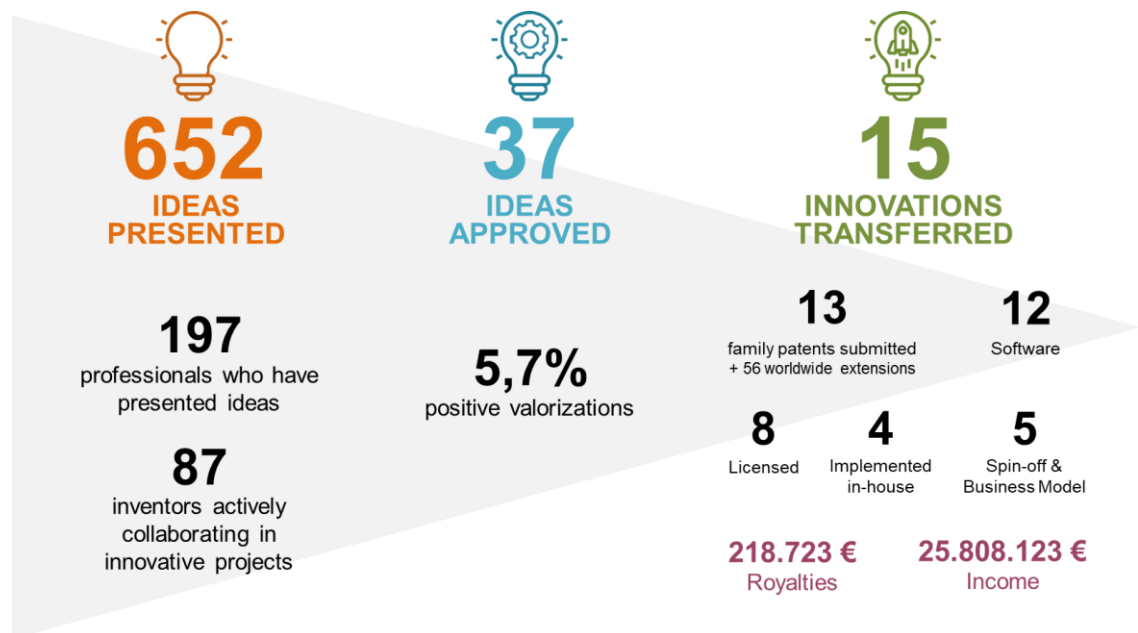 652
IDEAS
PRESENTED
197
professionals who have
presented ideas
87
inventors actively
collaborating in
innovative projects
37
IDEAS
APPROVED
5,7%
positive valorizations
15
INNOVATIONS
TRANSFERRED
13
family patents submitted
+ 56 worldwide extensions
12
Software
8
Licensed
4
Implemented
in-house
5
Spin-off &
Business Model
218.723 €
Royalties
25.808.123 €
Income